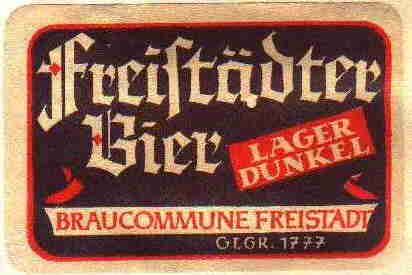 Freiſtädter
Bier
LAGER
DUNKEL
BRAUCOMMUNE FREISTADT
GEGR. 1777